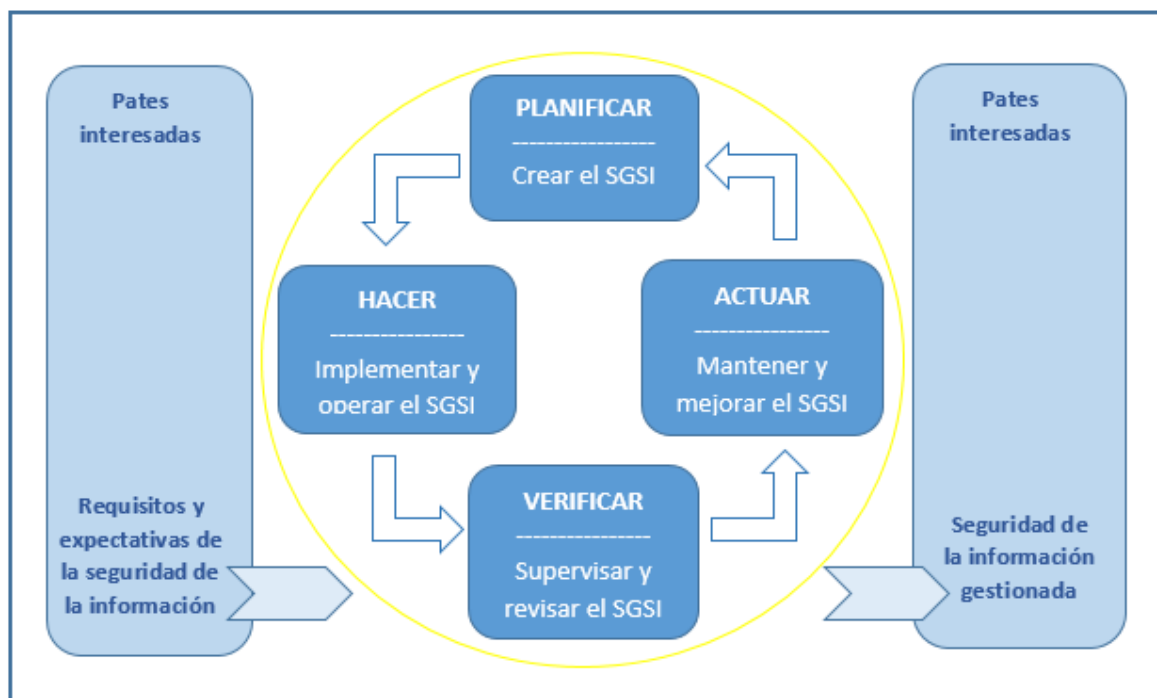 Pates
interesadas
Requisitos y
expectativas de
la seguridad de
la información
PLANIFICAR
-----------------
Crear el SGSI
HACER
----------------
Implementar y
operar el SGSI
VERIFICAR
----------------
Supervisar y
revisar el SGSI
ACTUAR
----------------
Mantener y
mejorar el SGSI
Pates
interesadas
Seguridad de
la información
gestionada